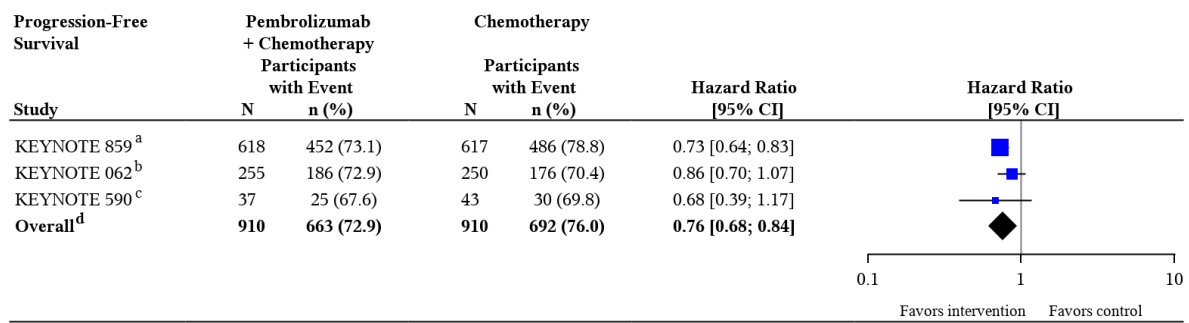 Progression-Free Survival
Pembrolizumab + Chemotherapy
Chemotherapy
Participants with Event
Participants with Event
Hazard Ratio
Hazard Ratio
Study N n (%) N n (%) [95% CI] [95% CI]
KEYNOTE 859 a 618 452 (73.1) 617 486 (78.8) 0.73 [0.64; 0.83]
KEYNOTE 062 b 255 186 (72.9) 250 176 (70.4) 0.86 [0.70; 1.07]
KEYNOTE 590 c 37 25 (67.6) 43 30 (69.8) 0.68 [0.39; 1.17]
Overall d 910 663 (72.9) 910 692 (76.0) 0.76 [0.68; 0.84]
0.1 1 10
Favors intervention Favors control